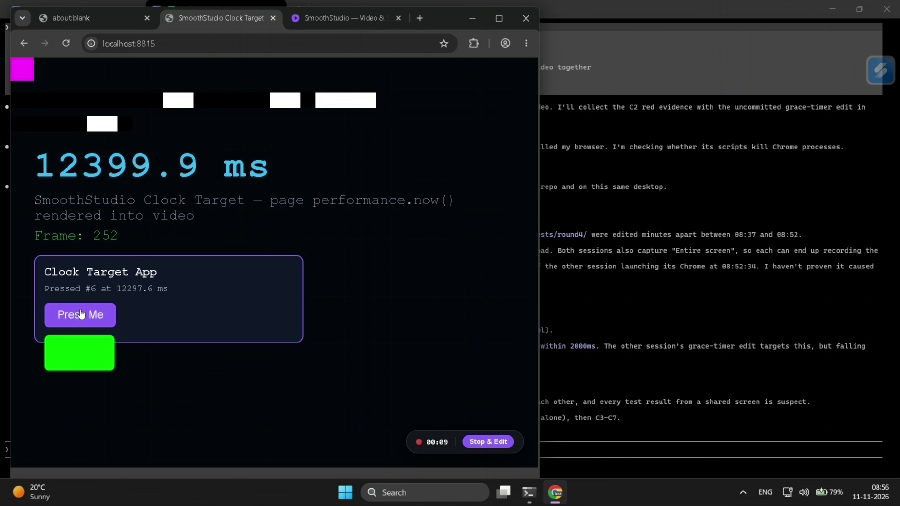 about:blank
SmoothStudio Clock Target
SmoothStudio — Video &
localhost:8815
12399.9 ms
SmoothStudio Clock Target — page performance.now()
rendered into video
Frame: 252
Clock Target App
Pressed #6 at 12297.6 ms
Press Me
00:09
Stop & Edit
deo together
deo. I'll collect the C2 red evidence with the uncommitted grace-timer edit in
lled my browser. I'm checking whether its scripts kill Chrome processes.
repo and on this same desktop.
sts/round4/ were edited minutes apart between 08:37 and 08:52.
ad. Both sessions also capture "Entire screen", so each can end up recording the
the other session launching its Chrome at 08:52:34. I haven't proven it caused
l].
within 2000ms. The other session's grace-timer edit targets this, but falling
ach other, and every test result from a shared screen is suspect.
alone), then C3–C7.
20°C
Sunny
Search
ENG
79%
08:56
11-11-2026